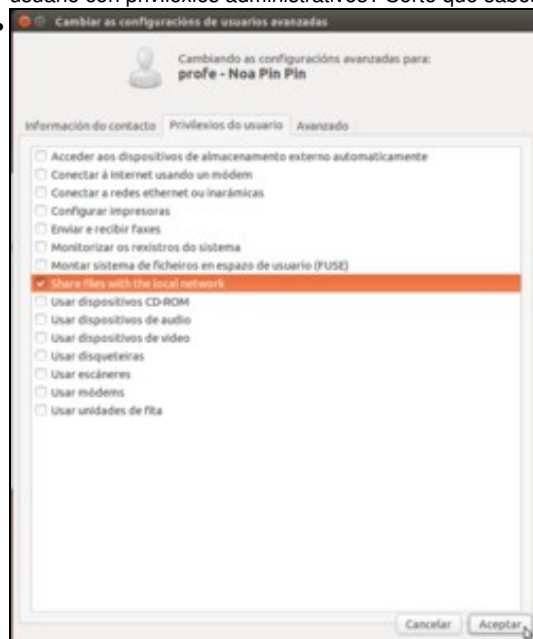 usuario con privilexios administrativos? Certo que saber
Cambiar as configuracións de usuarios avanzadas
Cambiando as configuracións avanzadas para:
profe - Noa Pin Pin
Información do contacto Privilexios do usuario Avanzado
Acceder aos dispositivos de almacenamento externo automaticamente
Conectar á Internet usando un módem
Conectar a redes ethernet ou inarámicas
Configurar impresoras
Enviar e recibir faxes
Monitorizar os rexistros do sistema
Montar sistema de ficheiros en espazo de usuario (FUSE)
Share files with the local network
Usar dispositivos CD-ROM
Usar dispositivos de audio
Usar dispositivos de video
Usar disqueteiras
Usar escáneres
Usar módems
Usar unidades de fita
Cancelar Aceptar